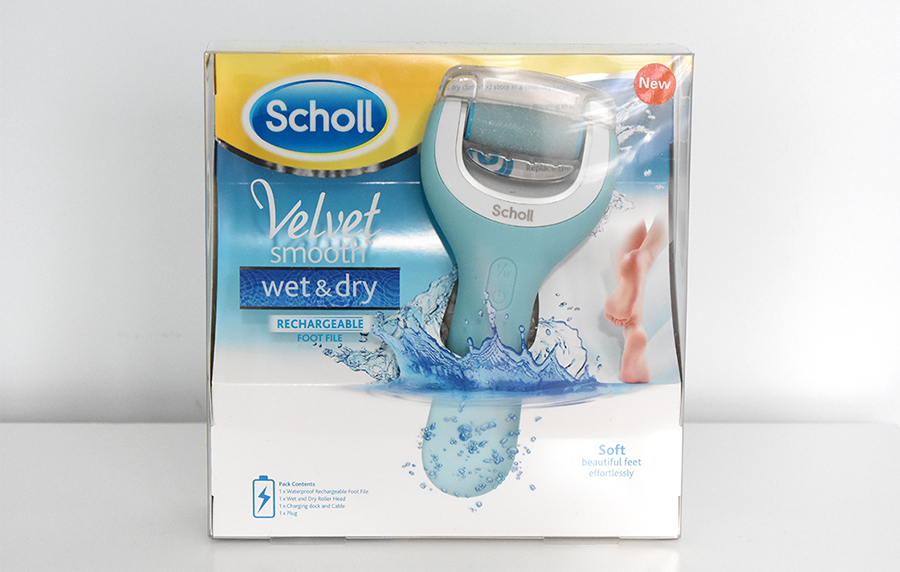 New
Scholl
Velvet
smooth
wet & dry
RECHARGEABLE
FOOT FILE
Scholl
Soft
beautiful feet
effortlessly
Pack Contents
1 x Waterproof Rechargeable Foot File
1 x Wet and Dry Roller Head
1 x Charging dock and Cable
1 x Plug